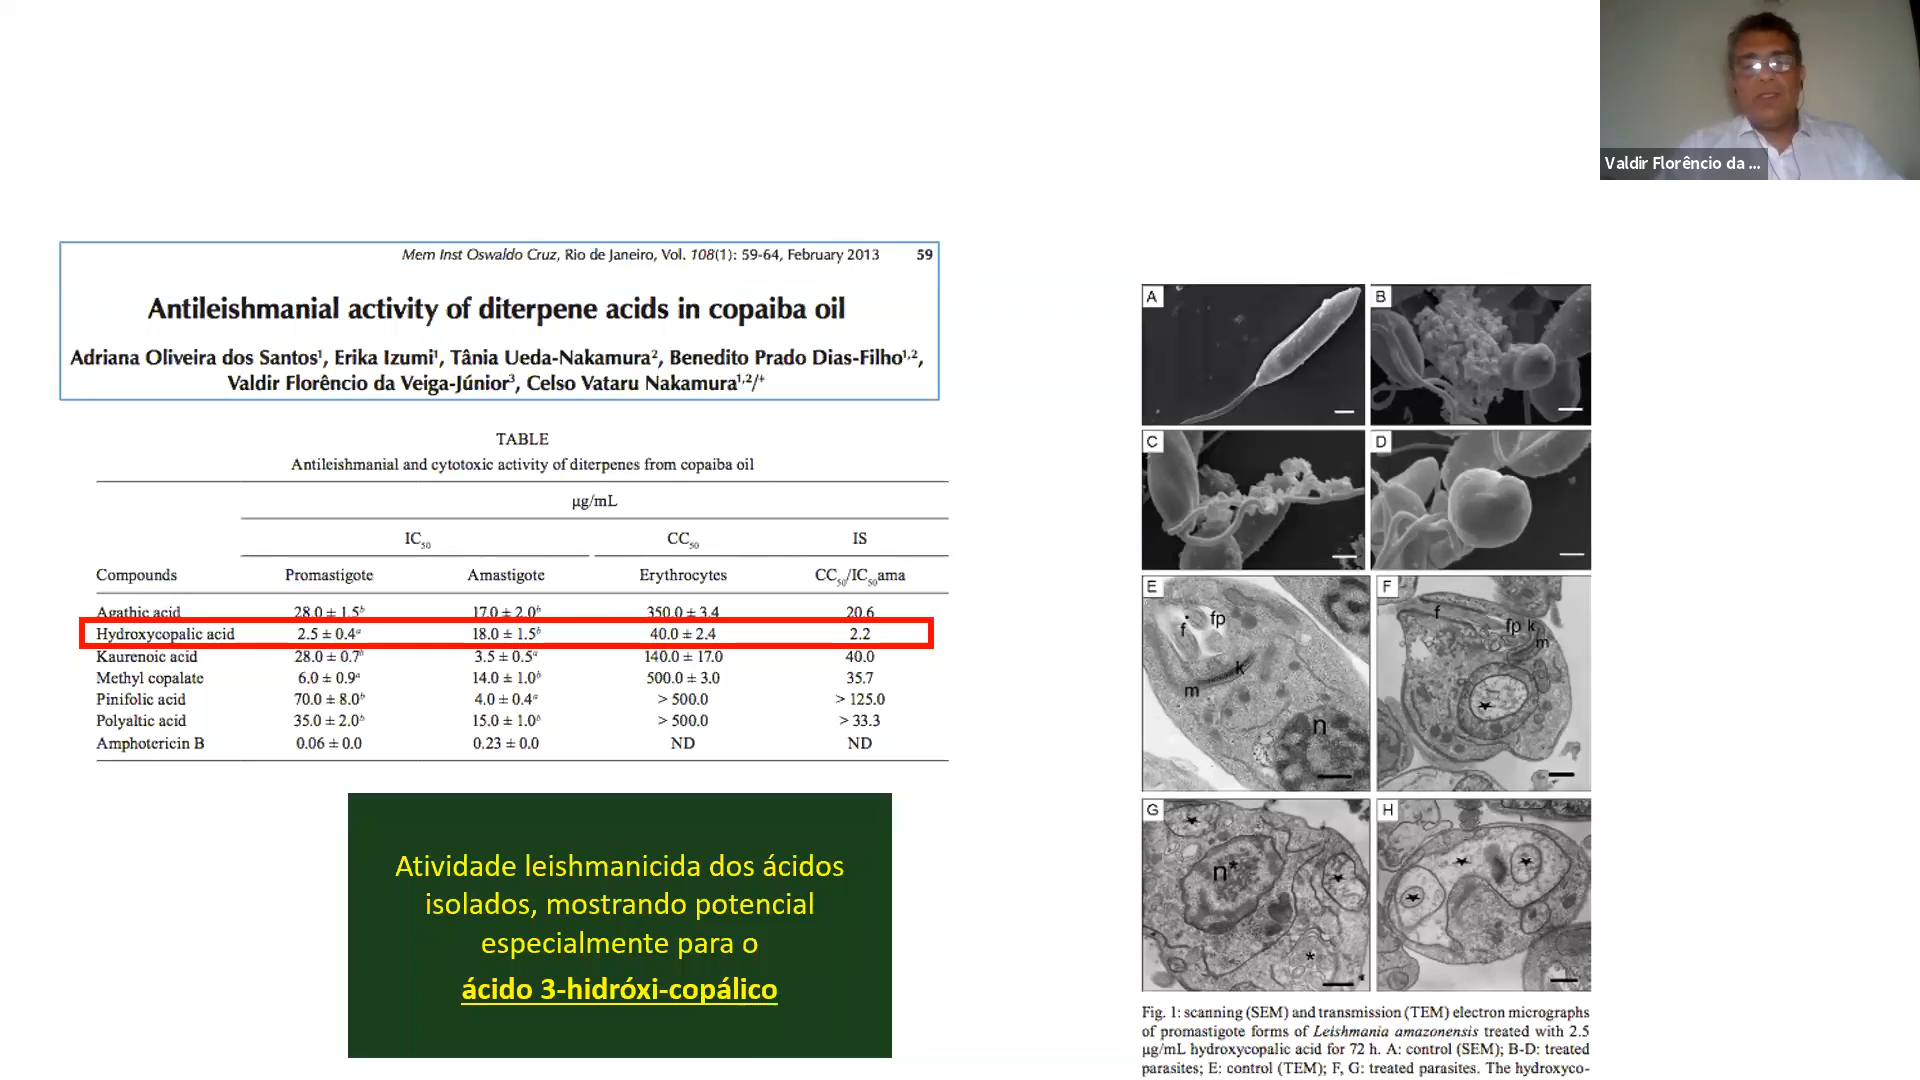 Valdir Florêncio da ...
Mem Inst Oswaldo Cruz, Rio de Janeiro, Vol. 108(1): 59-64, February 2013 59
Antileishmanial activity of diterpene acids in copaiba oil
Adriana Oliveira dos Santos¹, Erika Izumi¹, Tânia Ueda-Nakamura², Benedito Prado Dias-Filho¹,²,
Valdir Florêncio da Veiga-Júnior³, Celso Vataru Nakamura¹,²/⁺
TABLE
Antileishmanial and cytotoxic activity of diterpenes from copaiba oil
µg/mL
IC₅₀ CC₅₀ IS
Compounds Promastigote Amastigote Erythrocytes CC₅₀/IC₅₀ama
Agathic acid 28.0 ± 1.5ᵇ 17.0 ± 2.0ᵇ 350.0 ± 3.4 20.6
Hydroxycopalic acid 2.5 ± 0.4ᵃ 18.0 ± 1.5ᵇ 40.0 ± 2.4 2.2
Kaurenoic acid 28.0 ± 0.7ᵇ 3.5 ± 0.5ᵃ 140.0 ± 17.0 40.0
Methyl copalate 6.0 ± 0.9ᵃ 14.0 ± 1.0ᵇ 500.0 ± 3.0 35.7
Pinifolic acid 70.0 ± 8.0ᵇ 4.0 ± 0.4ᵃ > 500.0 > 125.0
Polyaltic acid 35.0 ± 2.0ᵇ 15.0 ± 1.0ᵇ > 500.0 > 33.3
Amphotericin B 0.06 ± 0.0 0.23 ± 0.0 ND ND
Atividade leishmanicida dos ácidos
isolados, mostrando potencial
especialmente para o
ácido 3-hidróxi-copálico
A B
C D
E F
f fp k m n
f fp k m
G H
n*
*
Fig. 1: scanning (SEM) and transmission (TEM) electron micrographs
of promastigote forms of Leishmania amazonensis treated with 2.5
µg/mL hydroxycopalic acid for 72 h. A: control (SEM); B-D: treated
parasites; E: control (TEM); F, G: treated parasites. The hydroxyco-